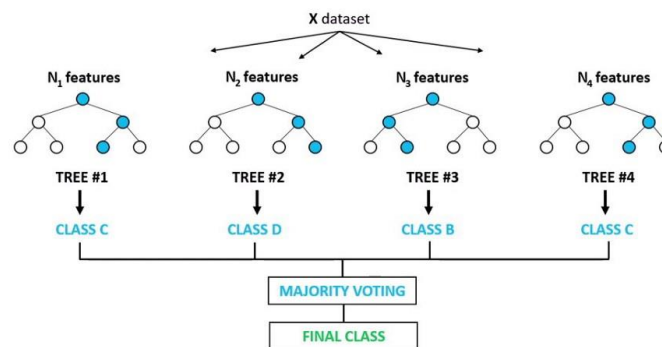 X dataset
N₁ features
N₂ features
N₃ features
N₄ features
TREE #1
TREE #2
TREE #3
TREE #4
CLASS C
CLASS D
CLASS B
CLASS C
MAJORITY VOTING
FINAL CLASS